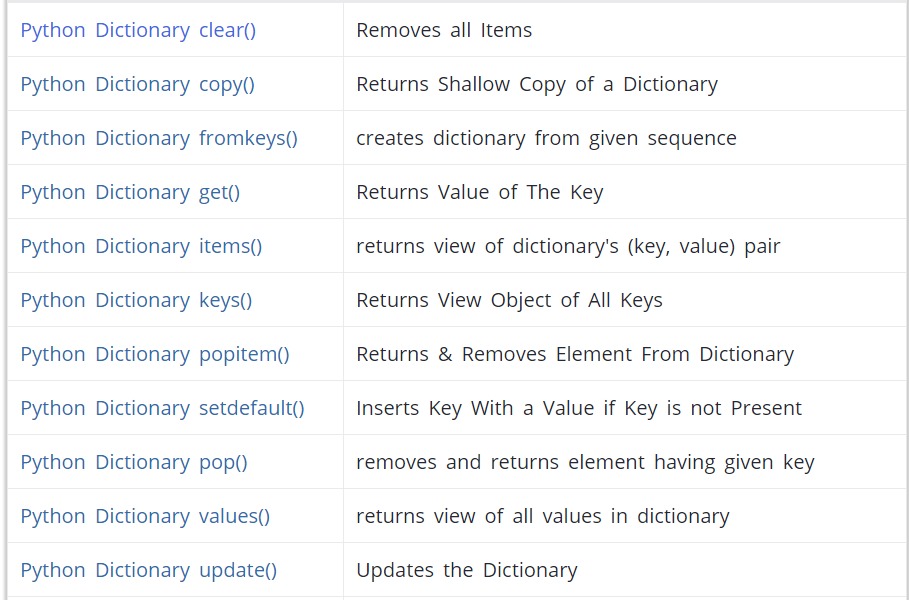 Python Dictionary clear() Removes all Items
Python Dictionary copy() Returns Shallow Copy of a Dictionary
Python Dictionary fromkeys() creates dictionary from given sequence
Python Dictionary get() Returns Value of The Key
Python Dictionary items() returns view of dictionary's (key, value) pair
Python Dictionary keys() Returns View Object of All Keys
Python Dictionary popitem() Returns & Removes Element From Dictionary
Python Dictionary setdefault() Inserts Key With a Value if Key is not Present
Python Dictionary pop() removes and returns element having given key
Python Dictionary values() returns view of all values in dictionary
Python Dictionary update() Updates the Dictionary